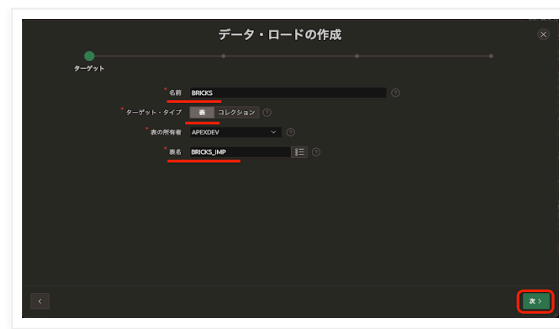 データ・ロードの作成
ターゲット
* 名前 BRICKS
* ターゲット・タイプ 表 コレクション
* 表の所有者 APEXDEV
* 表名 BRICKS_IMP
次 >